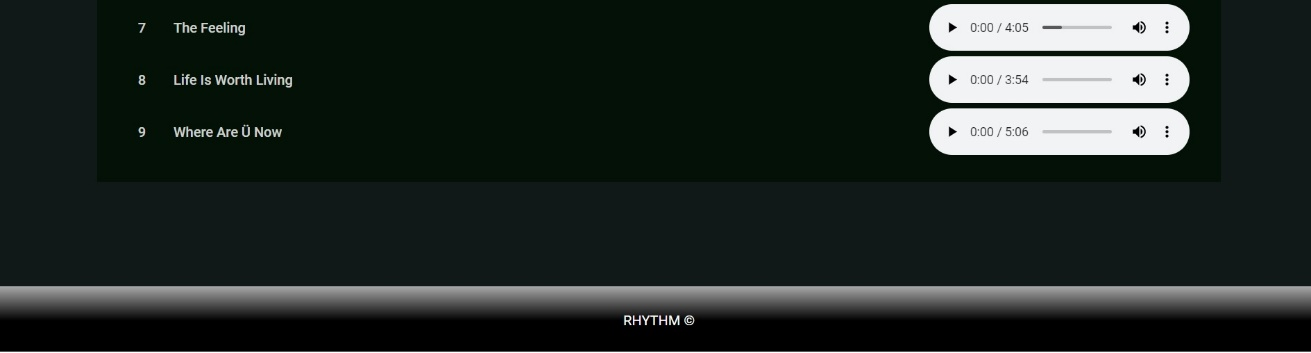 7 The Feeling 0:00 / 4:05
8 Life Is Worth Living 0:00 / 3:54
9 Where Are Ü Now 0:00 / 5:06
RHYTHM ©